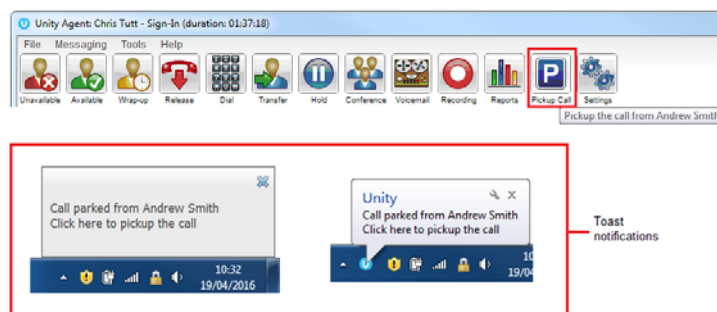 Unity Agent: Chris Tutt - Sign-In (duration: 01:37:18)
File Messaging Tools Help
Unavailable Available Wrap-up Release Dial Transfer Hold Conference Voicemail Recording Reports Pickup Call Settings
Pickup the call from Andrew Smith
Call parked from Andrew Smith
Click here to pickup the call
10:32
19/04/2016
Unity
Call parked from Andrew Smith
Click here to pickup the call
10
19/04
Toast
notifications